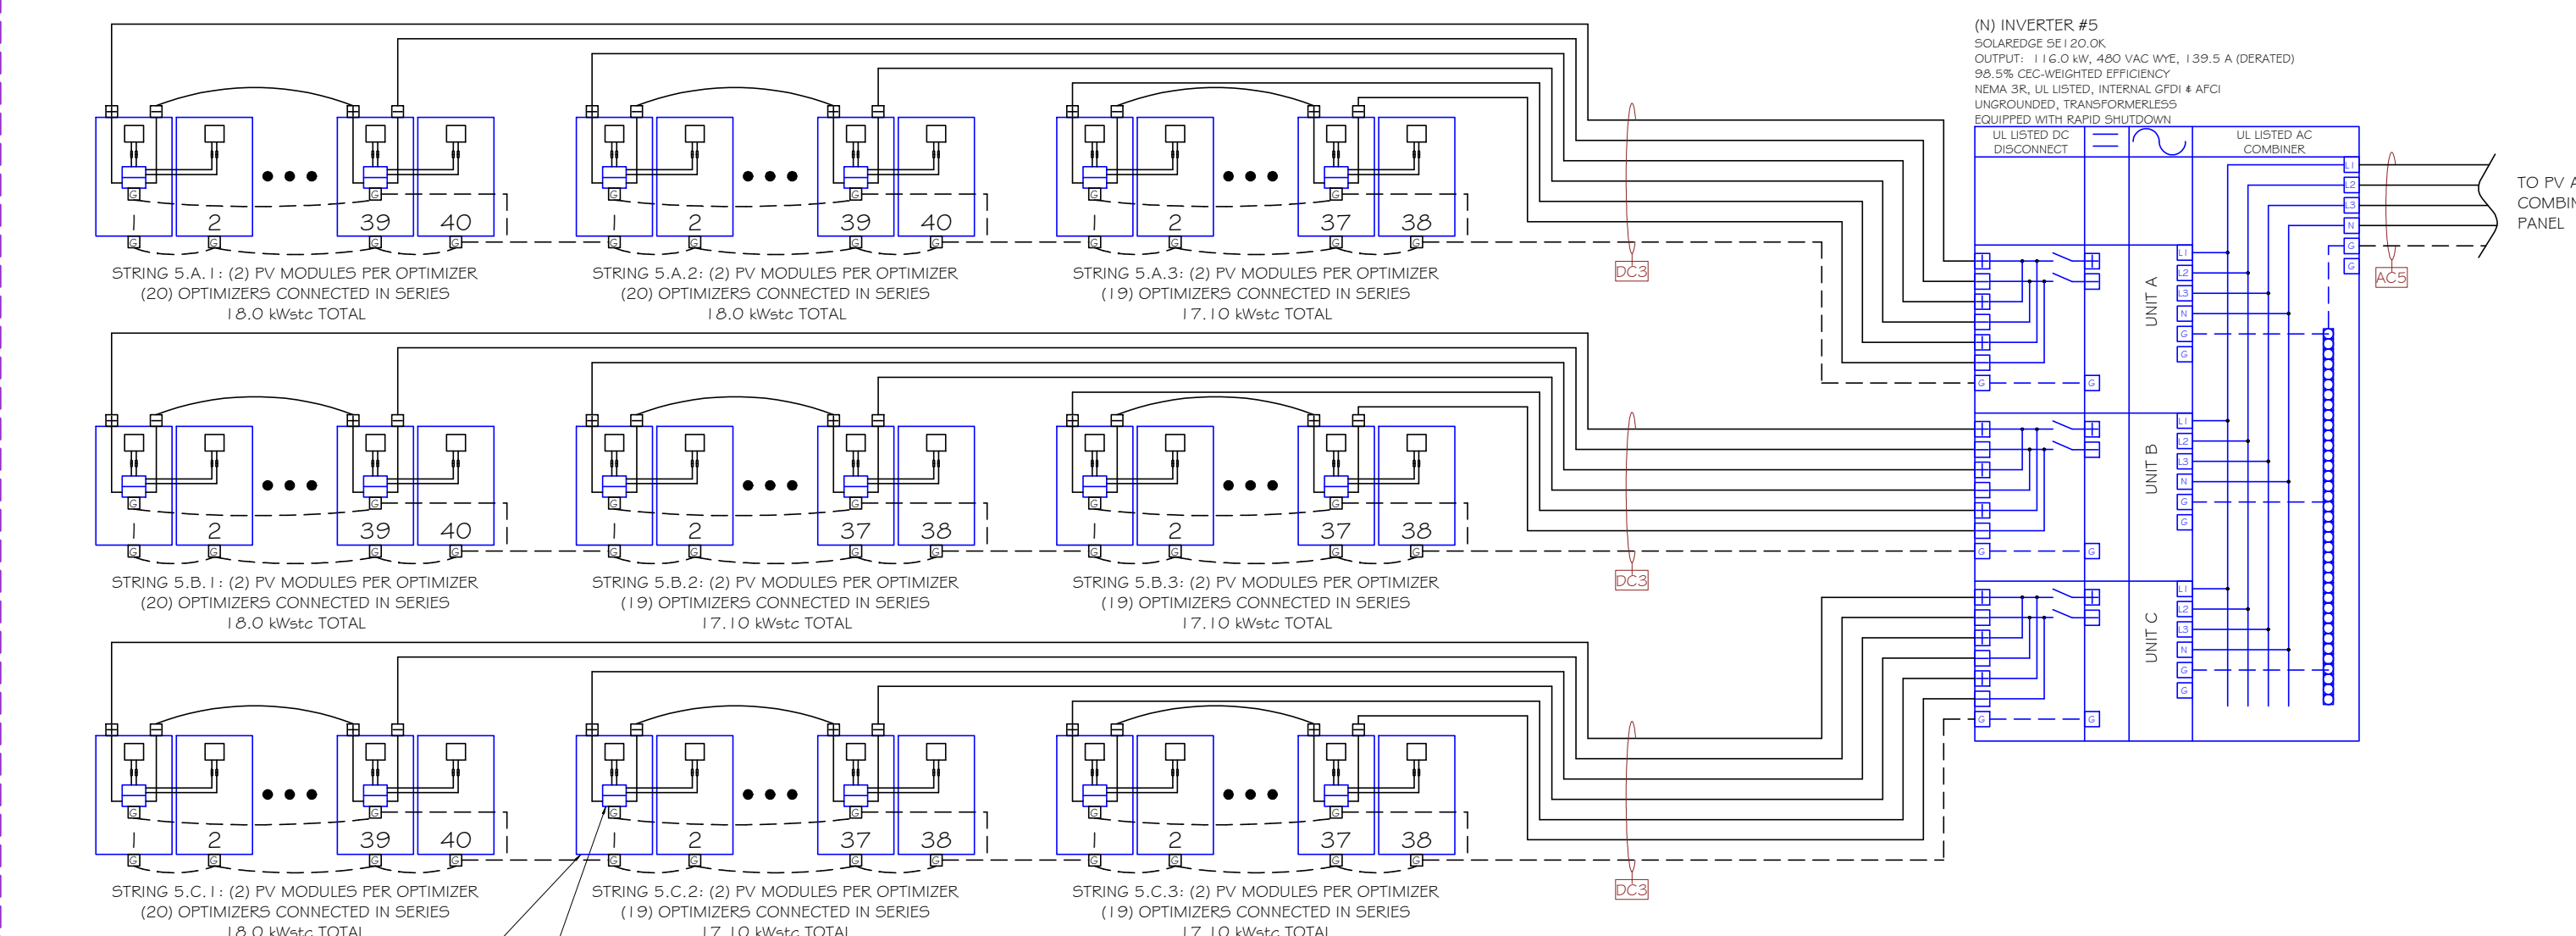 (N) INVERTER #5
SOLAREDGE SE120.0K
OUTPUT: 116.0 kW, 480 VAC WYE, 139.5 A (DERATED)
98.5% CEC-WEIGHTED EFFICIENCY
NEMA 3R, UL LISTED, INTERNAL GFDI & AFCI
UNGROUNDED, TRANSFORMERLESS
EQUIPPED WITH RAPID SHUTDOWN
UL LISTED DC
DISCONNECT
UL LISTED AC
COMBINER
L1
L2
L3
N
G
G
TO PV A
COMBIN
PANEL
AC5
G G G G
1 2 39 40
G G G G
STRING 5.A.1: (2) PV MODULES PER OPTIMIZER
(20) OPTIMIZERS CONNECTED IN SERIES
18.0 kWstc TOTAL
1 2 39 40
G G G G
STRING 5.A.2: (2) PV MODULES PER OPTIMIZER
(20) OPTIMIZERS CONNECTED IN SERIES
18.0 kWstc TOTAL
1 2 37 38
G G G G
STRING 5.A.3: (2) PV MODULES PER OPTIMIZER
(19) OPTIMIZERS CONNECTED IN SERIES
17.10 kWstc TOTAL
DC3
UNIT A
L1
L2
L3
N
G
G
G G
1 2 39 40
G G G G
STRING 5.B.1: (2) PV MODULES PER OPTIMIZER
(20) OPTIMIZERS CONNECTED IN SERIES
18.0 kWstc TOTAL
1 2 37 38
G G G G
STRING 5.B.2: (2) PV MODULES PER OPTIMIZER
(19) OPTIMIZERS CONNECTED IN SERIES
17.10 kWstc TOTAL
1 2 37 38
G G G G
STRING 5.B.3: (2) PV MODULES PER OPTIMIZER
(19) OPTIMIZERS CONNECTED IN SERIES
17.10 kWstc TOTAL
DC3
UNIT B
L1
L2
L3
N
G
G
G G
1 2 39 40
G G G G
STRING 5.C.1: (2) PV MODULES PER OPTIMIZER
(20) OPTIMIZERS CONNECTED IN SERIES
18.0 kWstc TOTAL
1 2 37 38
G G G G
STRING 5.C.2: (2) PV MODULES PER OPTIMIZER
(19) OPTIMIZERS CONNECTED IN SERIES
17.10 kWstc TOTAL
1 2 37 38
G G G G
STRING 5.C.3: (2) PV MODULES PER OPTIMIZER
(19) OPTIMIZERS CONNECTED IN SERIES
17.10 kWstc TOTAL
DC3
UNIT C
L1
L2
L3
N
G
G
G G